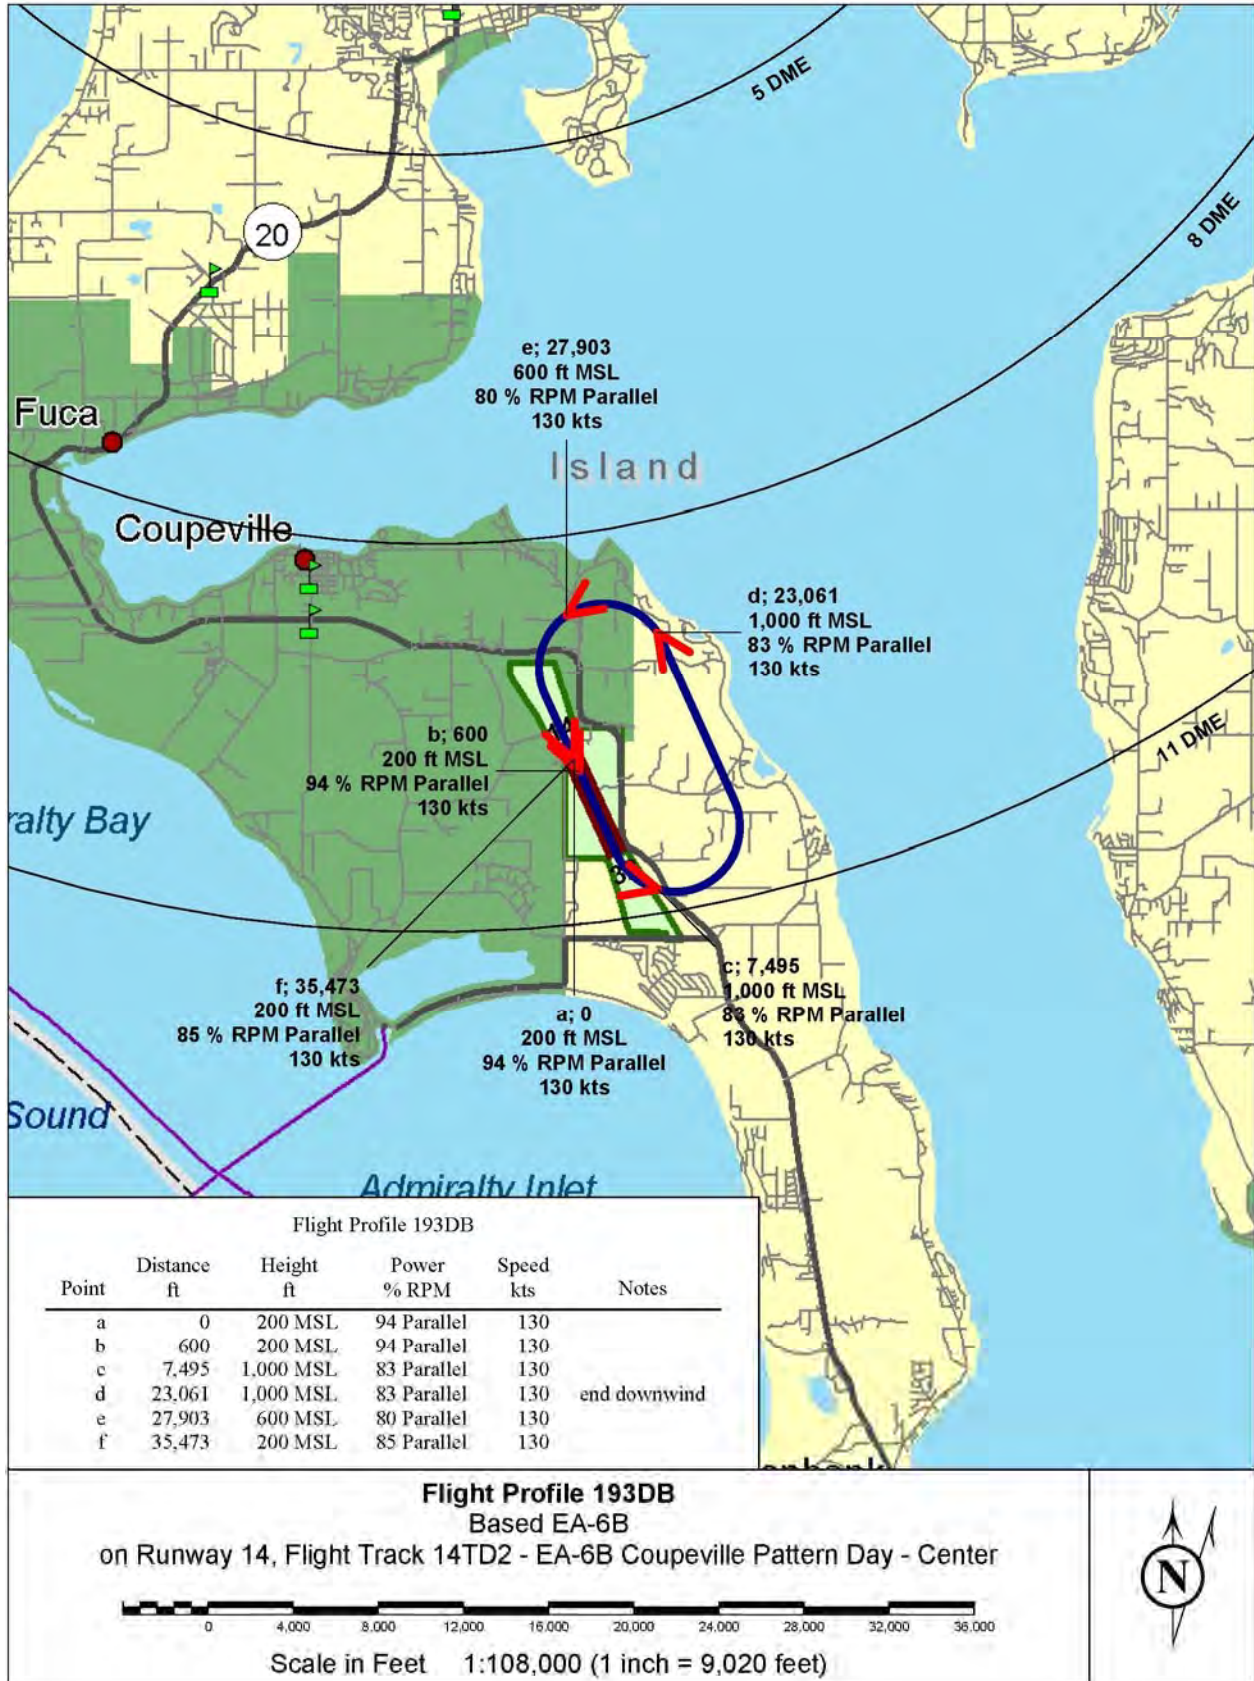 5 DME
8 DME
20
e; 27,903
600 ft MSL
80 % RPM Parallel
130 kts
Fuca
Island
Coupeville
d; 23,061
1,000 ft MSL
83 % RPM Parallel
130 kts
11 DME
14
b; 600
200 ft MSL
94 % RPM Parallel
130 kts
ralty Bay
c; 7,495
1,000 ft MSL
83 % RPM Parallel
130 kts
f; 35,473
200 ft MSL
85 % RPM Parallel
130 kts
a; 0
200 ft MSL
94 % RPM Parallel
130 kts
Sound
Admiralty Inlet
Flight Profile 193DB
Point Distance ft Height ft Power % RPM Speed kts Notes
a 0 200 MSL 94 Parallel 130
b 600 200 MSL 94 Parallel 130
c 7,495 1,000 MSL 83 Parallel 130
d 23,061 1,000 MSL 83 Parallel 130 end downwind
e 27,903 600 MSL 80 Parallel 130
f 35,473 200 MSL 85 Parallel 130
Flight Profile 193DB
Based EA-6B
on Runway 14, Flight Track 14TD2 - EA-6B Coupeville Pattern Day - Center
0 4,000 8,000 12,000 16,000 20,000 24,000 28,000 32,000 36,000
Scale in Feet 1:108,000 (1 inch = 9,020 feet)
N